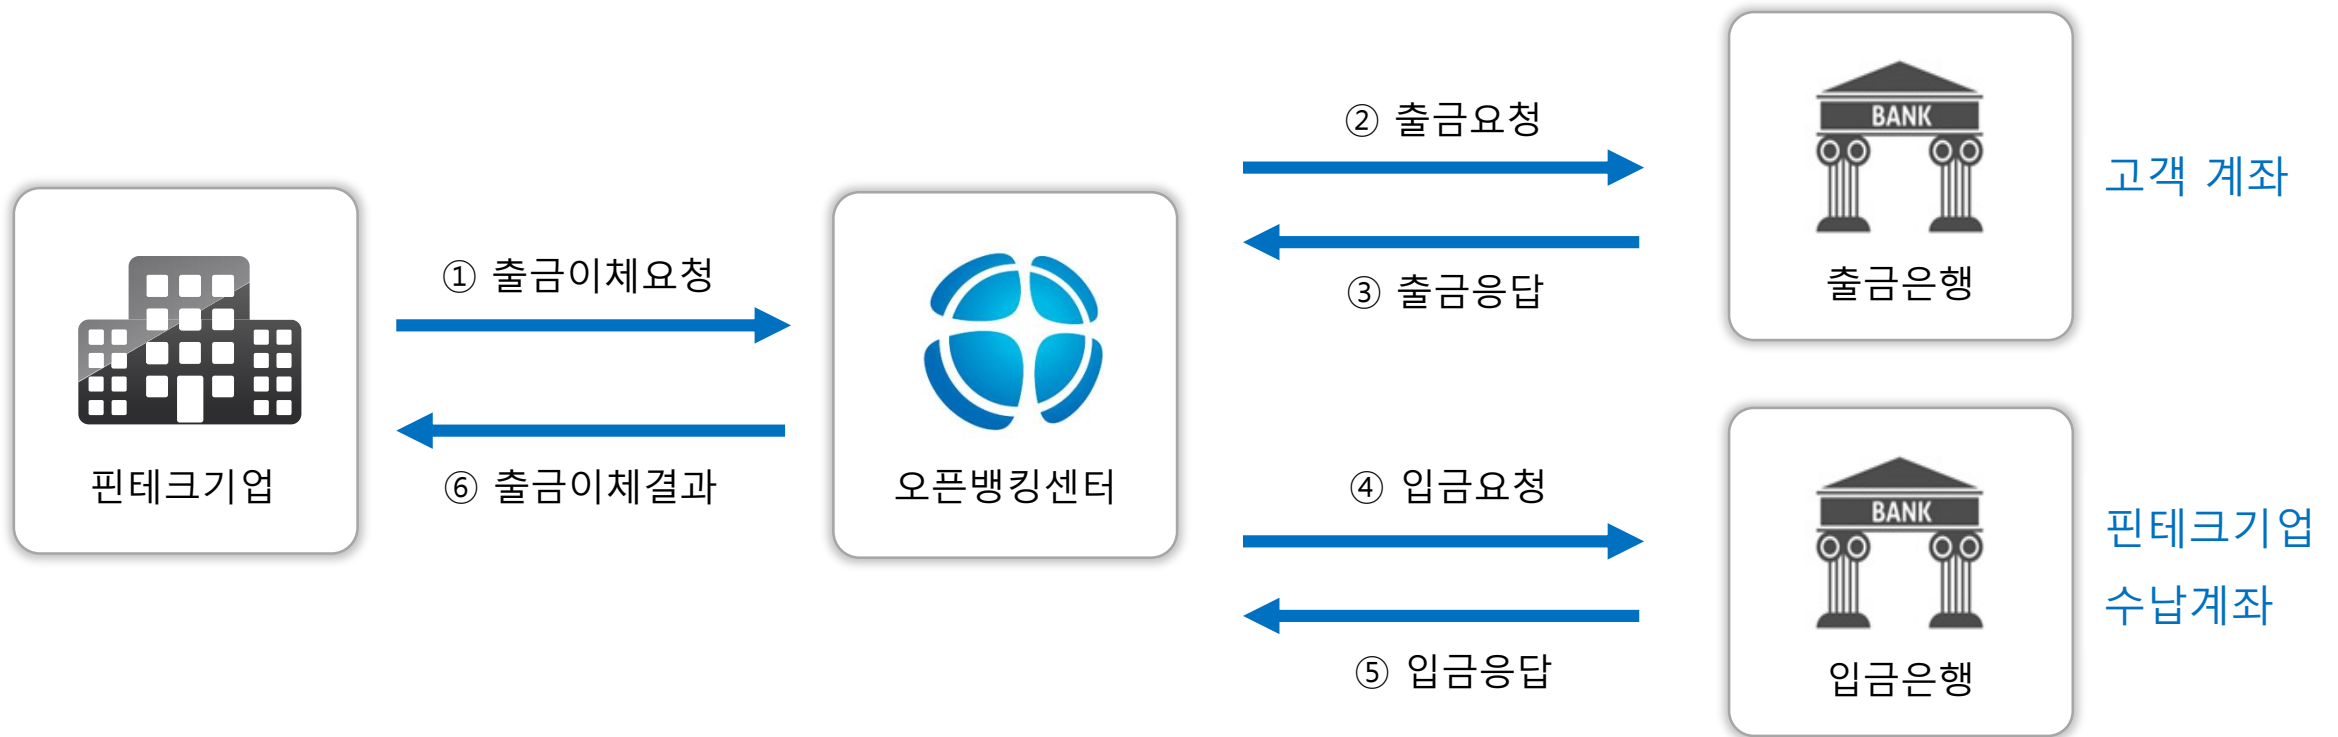 ② 출금요청
BANK
고객 계좌
① 출금이체요청
③ 출금응답
출금은행
핀테크기업
⑥ 출금이체결과
오픈뱅킹센터
④ 입금요청
BANK
핀테크기업
수납계좌
⑤ 입금응답
입금은행